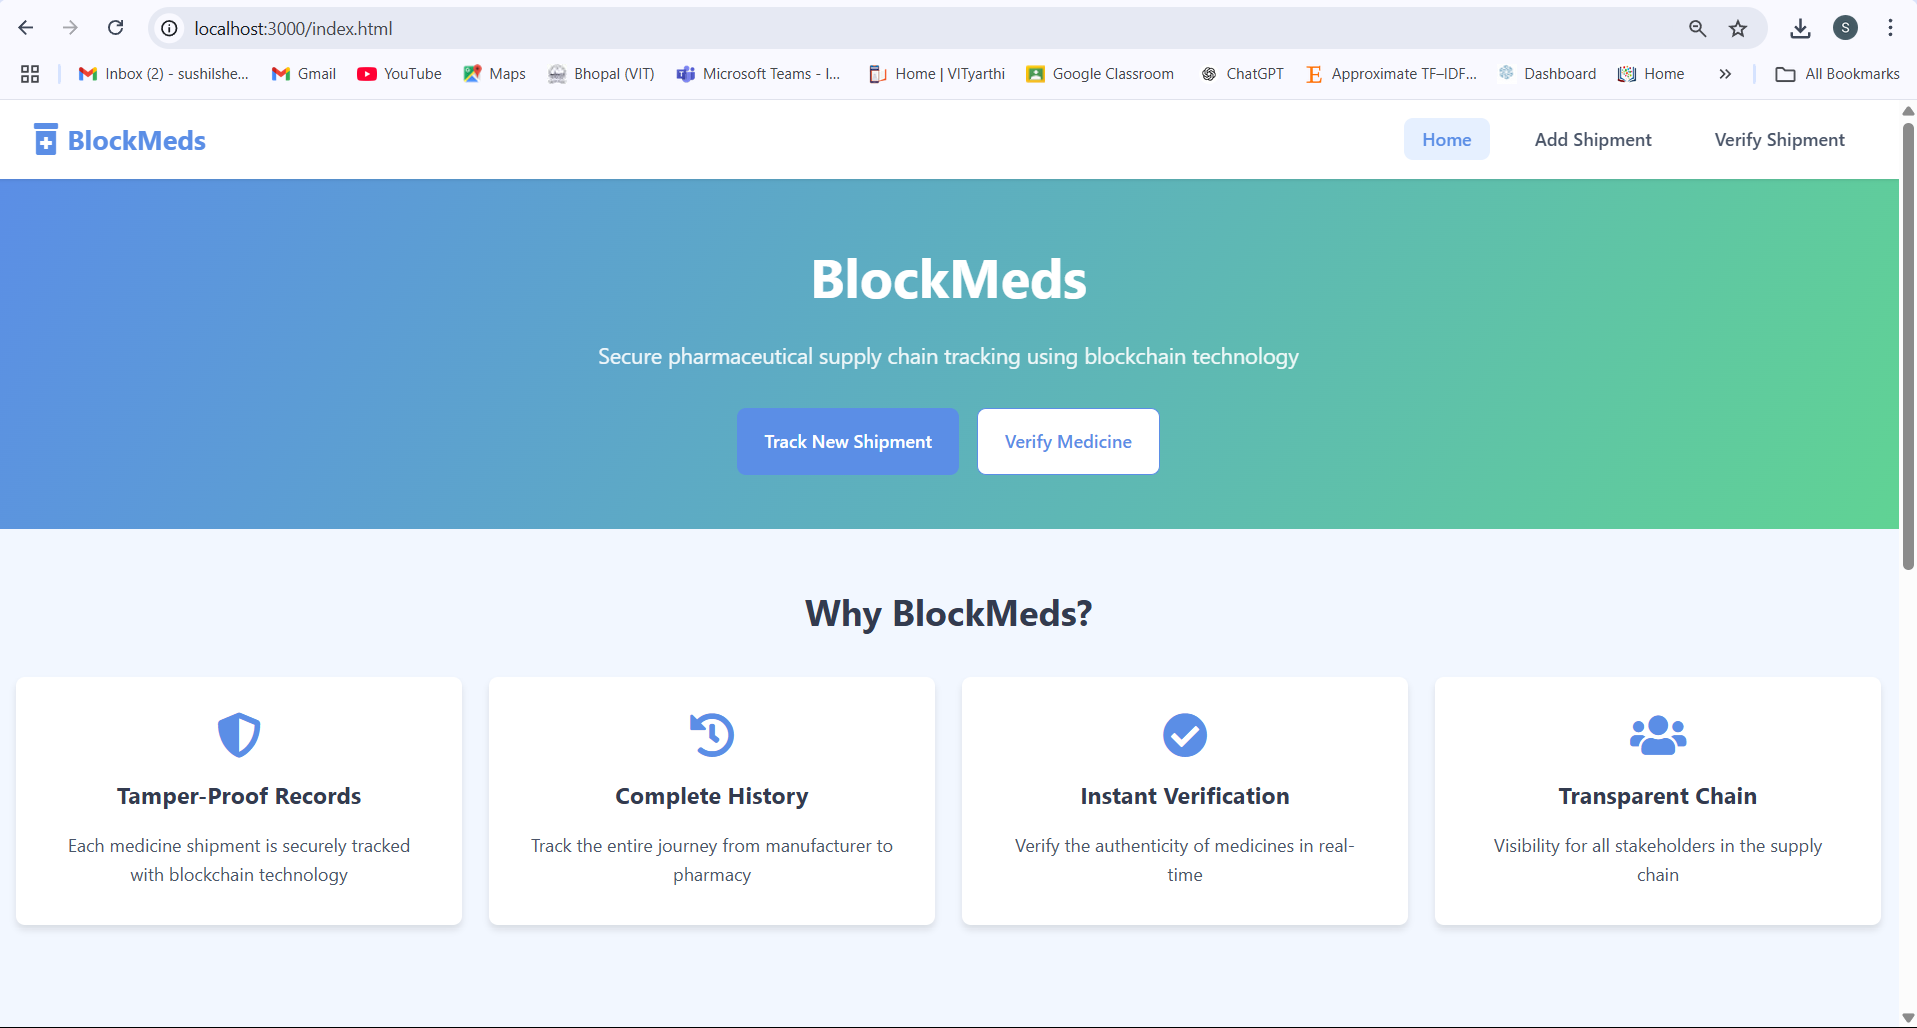 localhost:3000/index.html
S
Inbox (2) - sushilshe... Gmail YouTube Maps Bhopal (VIT) Microsoft Teams - I... Home | VITyarthi Google Classroom ChatGPT Approximate TF–IDF... Dashboard Home » All Bookmarks
BlockMeds Home Add Shipment Verify Shipment
BlockMeds
Secure pharmaceutical supply chain tracking using blockchain technology
Track New Shipment Verify Medicine
Why BlockMeds?
Tamper-Proof Records
Each medicine shipment is securely tracked
with blockchain technology
Complete History
Track the entire journey from manufacturer to
pharmacy
Instant Verification
Verify the authenticity of medicines in real-
time
Transparent Chain
Visibility for all stakeholders in the supply
chain